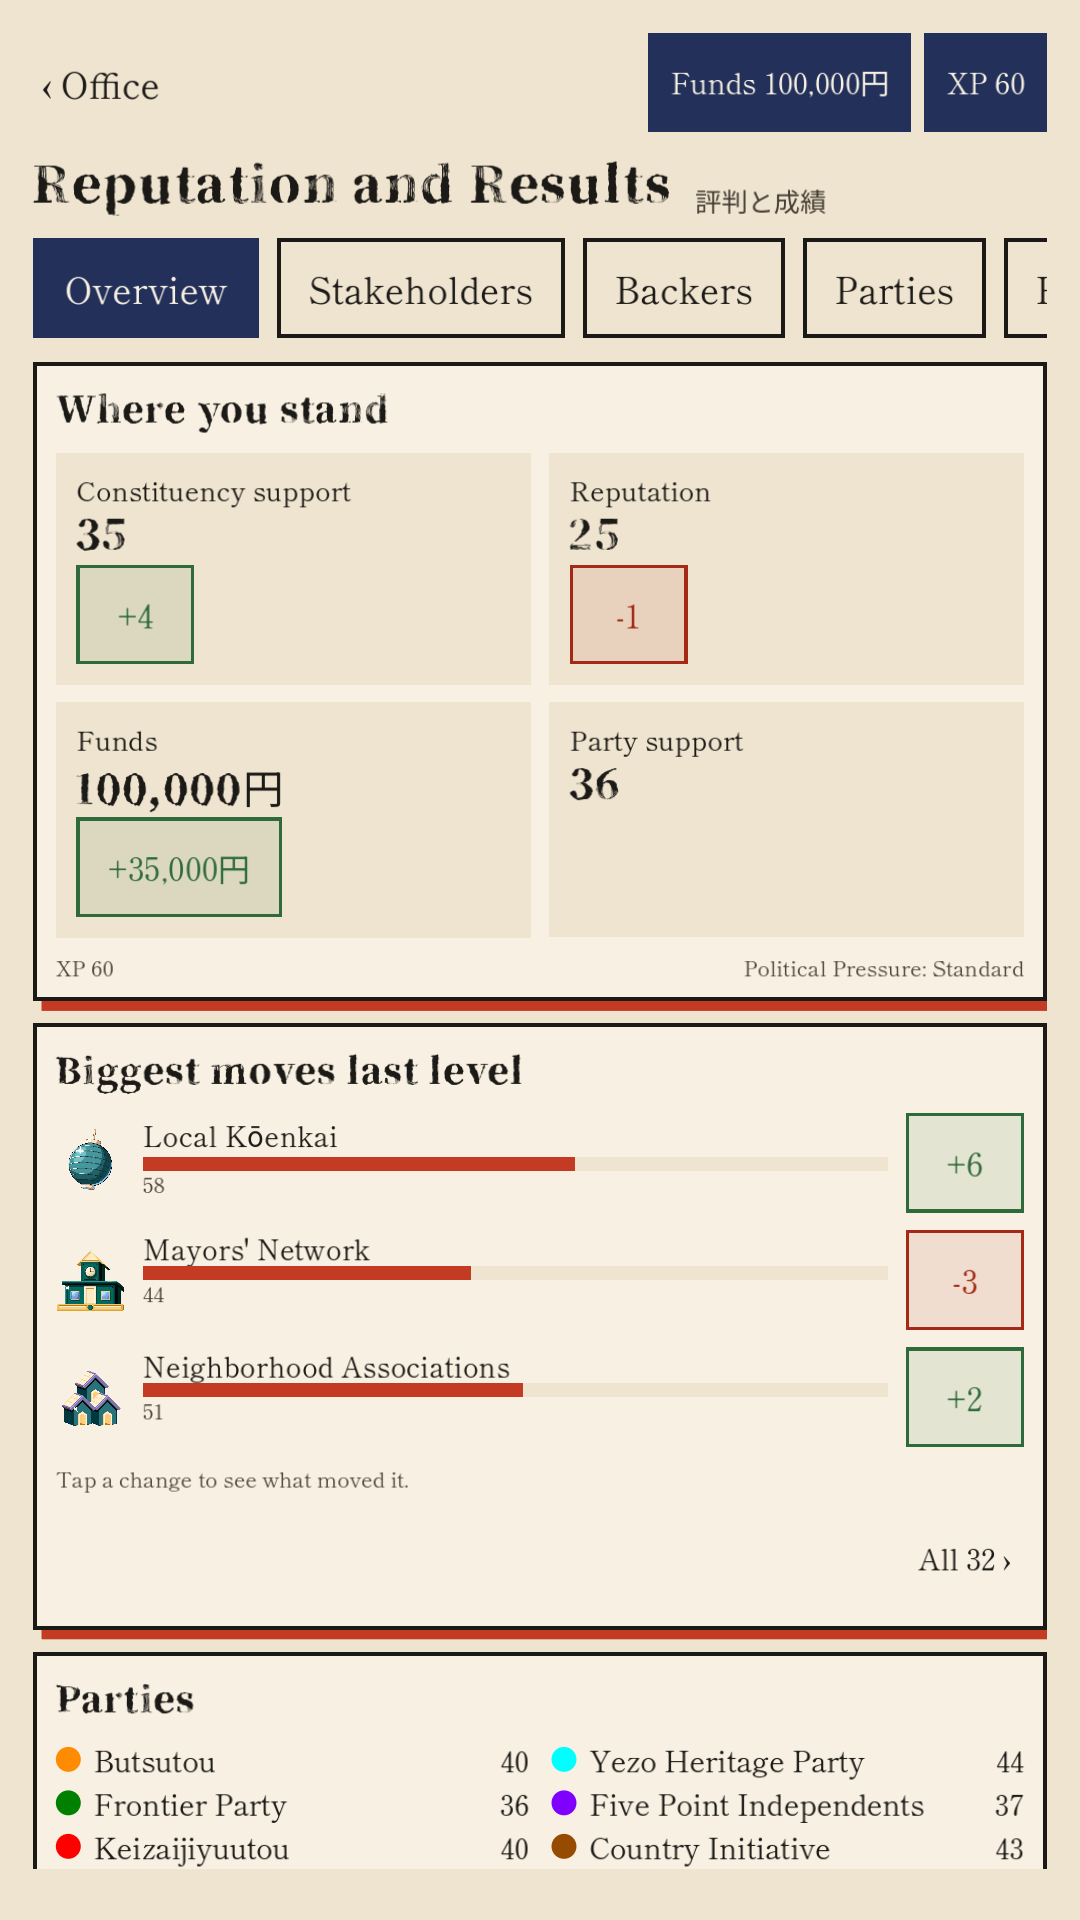 ‹ Office
Funds 100,000円
XP 60
Reputation and Results 評判と成績
Overview
Stakeholders
Backers
Parties
Where you stand
Constituency support
35
+4
Reputation
25
-1
Funds
100,000円
+35,000円
Party support
36
XP 60
Political Pressure: Standard
Biggest moves last level
Local Kōenkai
58
+6
Mayors' Network
44
-3
Neighborhood Associations
51
+2
Tap a change to see what moved it.
All 32 ›
Parties
Butsutou 40
Yezo Heritage Party 44
Frontier Party 36
Five Point Independents 37
Keizaijiyuutou 40
Country Initiative 43